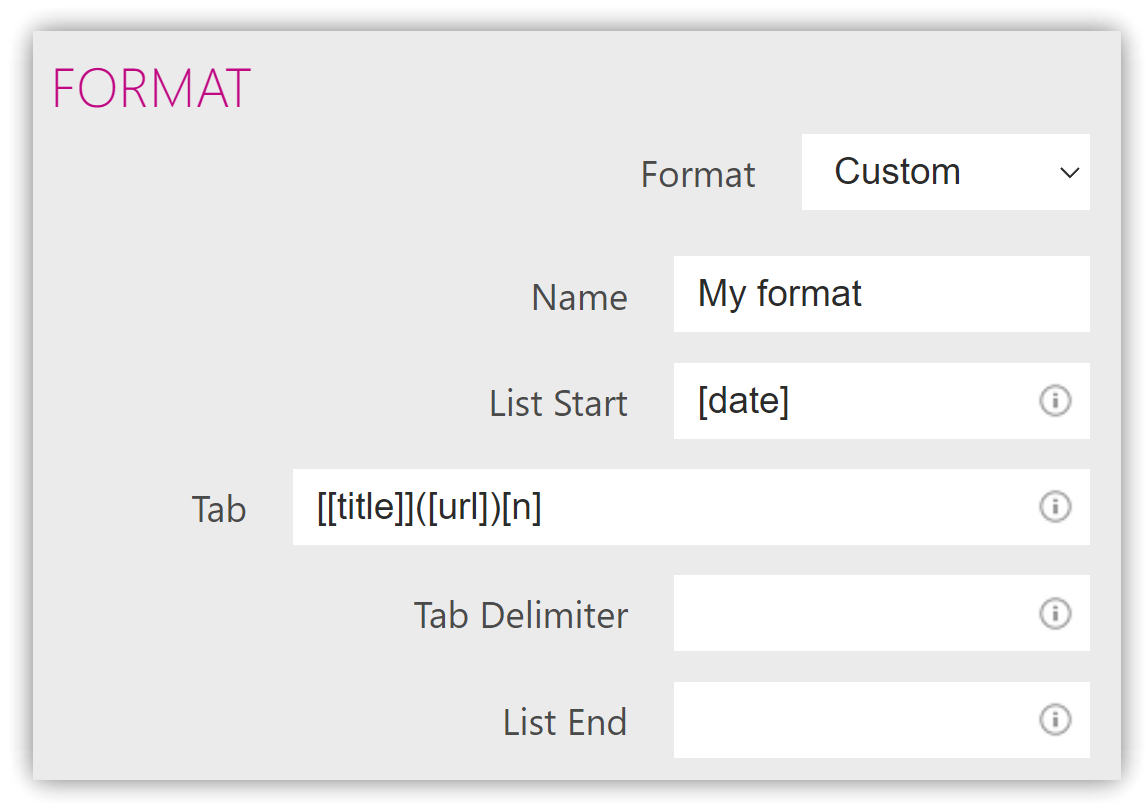 FORMAT
Format Custom
Name My format
List Start [date]
Tab [[title]]([url])[n]
Tab Delimiter
List End